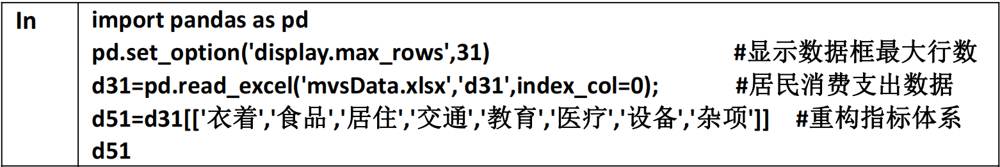 In
import pandas as pd
pd.set_option('display.max_rows',31) #显示数据框最大行数
d31=pd.read_excel('mvsData.xlsx','d31',index_col=0); #居民消费支出数据
d51=d31[['衣着','食品','居住','交通','教育','医疗','设备','杂项']] #重构指标体系
d51